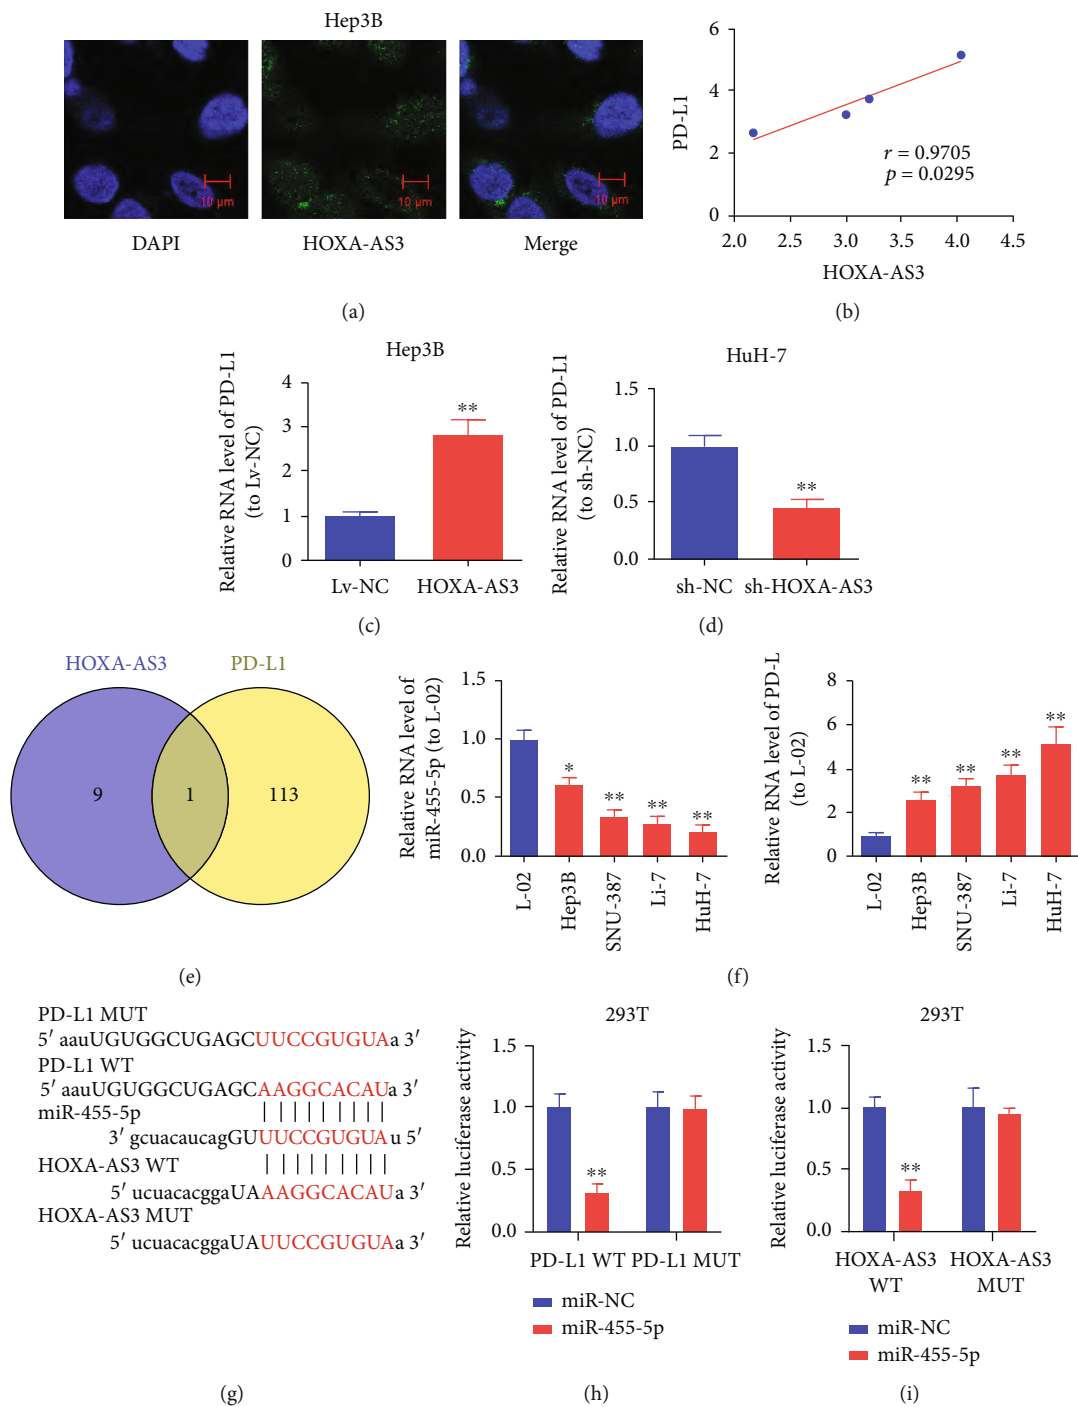 Hep3B
10 μm
10 μm
10 μm
DAPI
HOXA-AS3
Merge
(a)
PD-L1
6
4
2
0
r = 0.9705
p = 0.0295
2.0 2.5 3.0 3.5 4.0 4.5
HOXA-AS3
(b)
Hep3B
Relative RNA level of PD-L1
(to Lv-NC)
4
3
2
1
0
**
Lv-NC HOXA-AS3
(c)
HuH-7
Relative RNA level of PD-L1
(to sh-NC)
1.5
1.0
0.5
0.0
**
sh-NC sh-HOXA-AS3
(d)
HOXA-AS3 PD-L1
9 1 113
(e)
Relative RNA level of
miR-455-5p (to L-02)
1.5
1.0
0.5
0.0
* ** ** **
L-02 Hep3B SNU-387 Li-7 HuH-7
Relative RNA level of PD-L
(to L-02)
8
6
4
2
0
** ** ** **
L-02 Hep3B SNU-387 Li-7 HuH-7
(f)
PD-L1 MUT
5′ aauUGUGGCUGAGCUUCCGUGUAa 3′
PD-L1 WT
5′ aauUGUGGCUGAGCAAGGCACAUa 3′
miR-455-5p
3′ gcuacaucagGUUUCCGUGUAu 5′
HOXA-AS3 WT
5′ ucuacacggaUAAAGGCACAUa 3′
HOXA-AS3 MUT
5′ ucuacacggaUAUUCCGUGUAa 3′
(g)
293T
Relative luciferase activity
1.5
1.0
0.5
0.0
**
PD-L1 WT PD-L1 MUT
miR-NC
miR-455-5p
(h)
293T
Relative luciferase activity
1.5
1.0
0.5
0.0
**
HOXA-AS3 HOXA-AS3
WT MUT
miR-NC
miR-455-5p
(i)